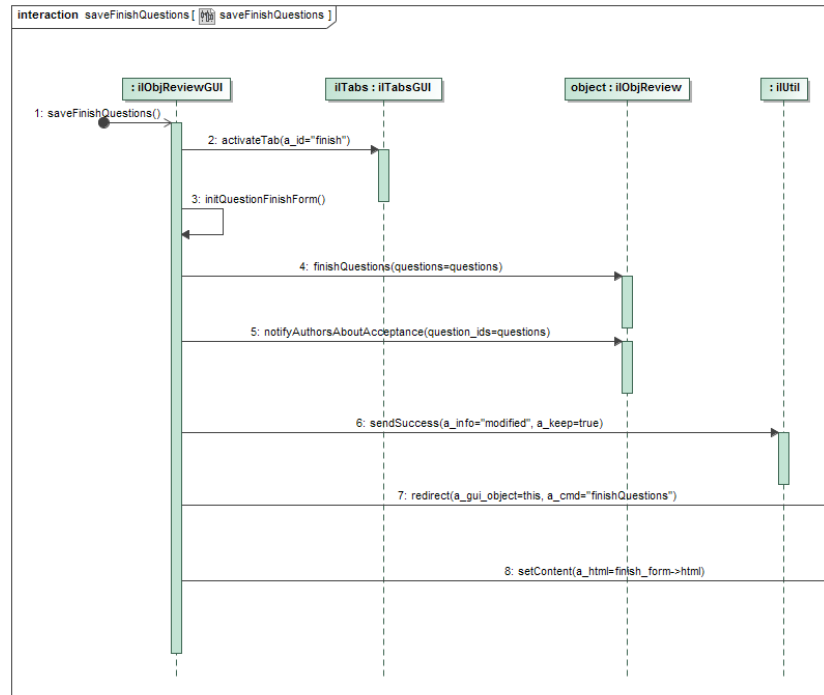 interaction saveFinishQuestions [ saveFinishQuestions ]
: ilObjReviewGUI
ilTabs : ilTabsGUI
object : ilObjReview
: ilUtil
1: saveFinishQuestions()
2: activateTab(a_id="finish")
3: initQuestionFinishForm()
4: finishQuestions(questions=questions)
5: notifyAuthorsAboutAcceptance(question_ids=questions)
6: sendSuccess(a_info="modified", a_keep=true)
7: redirect(a_gui_object=this, a_cmd="finishQuestions")
8: setContent(a_html=finish_form->html)